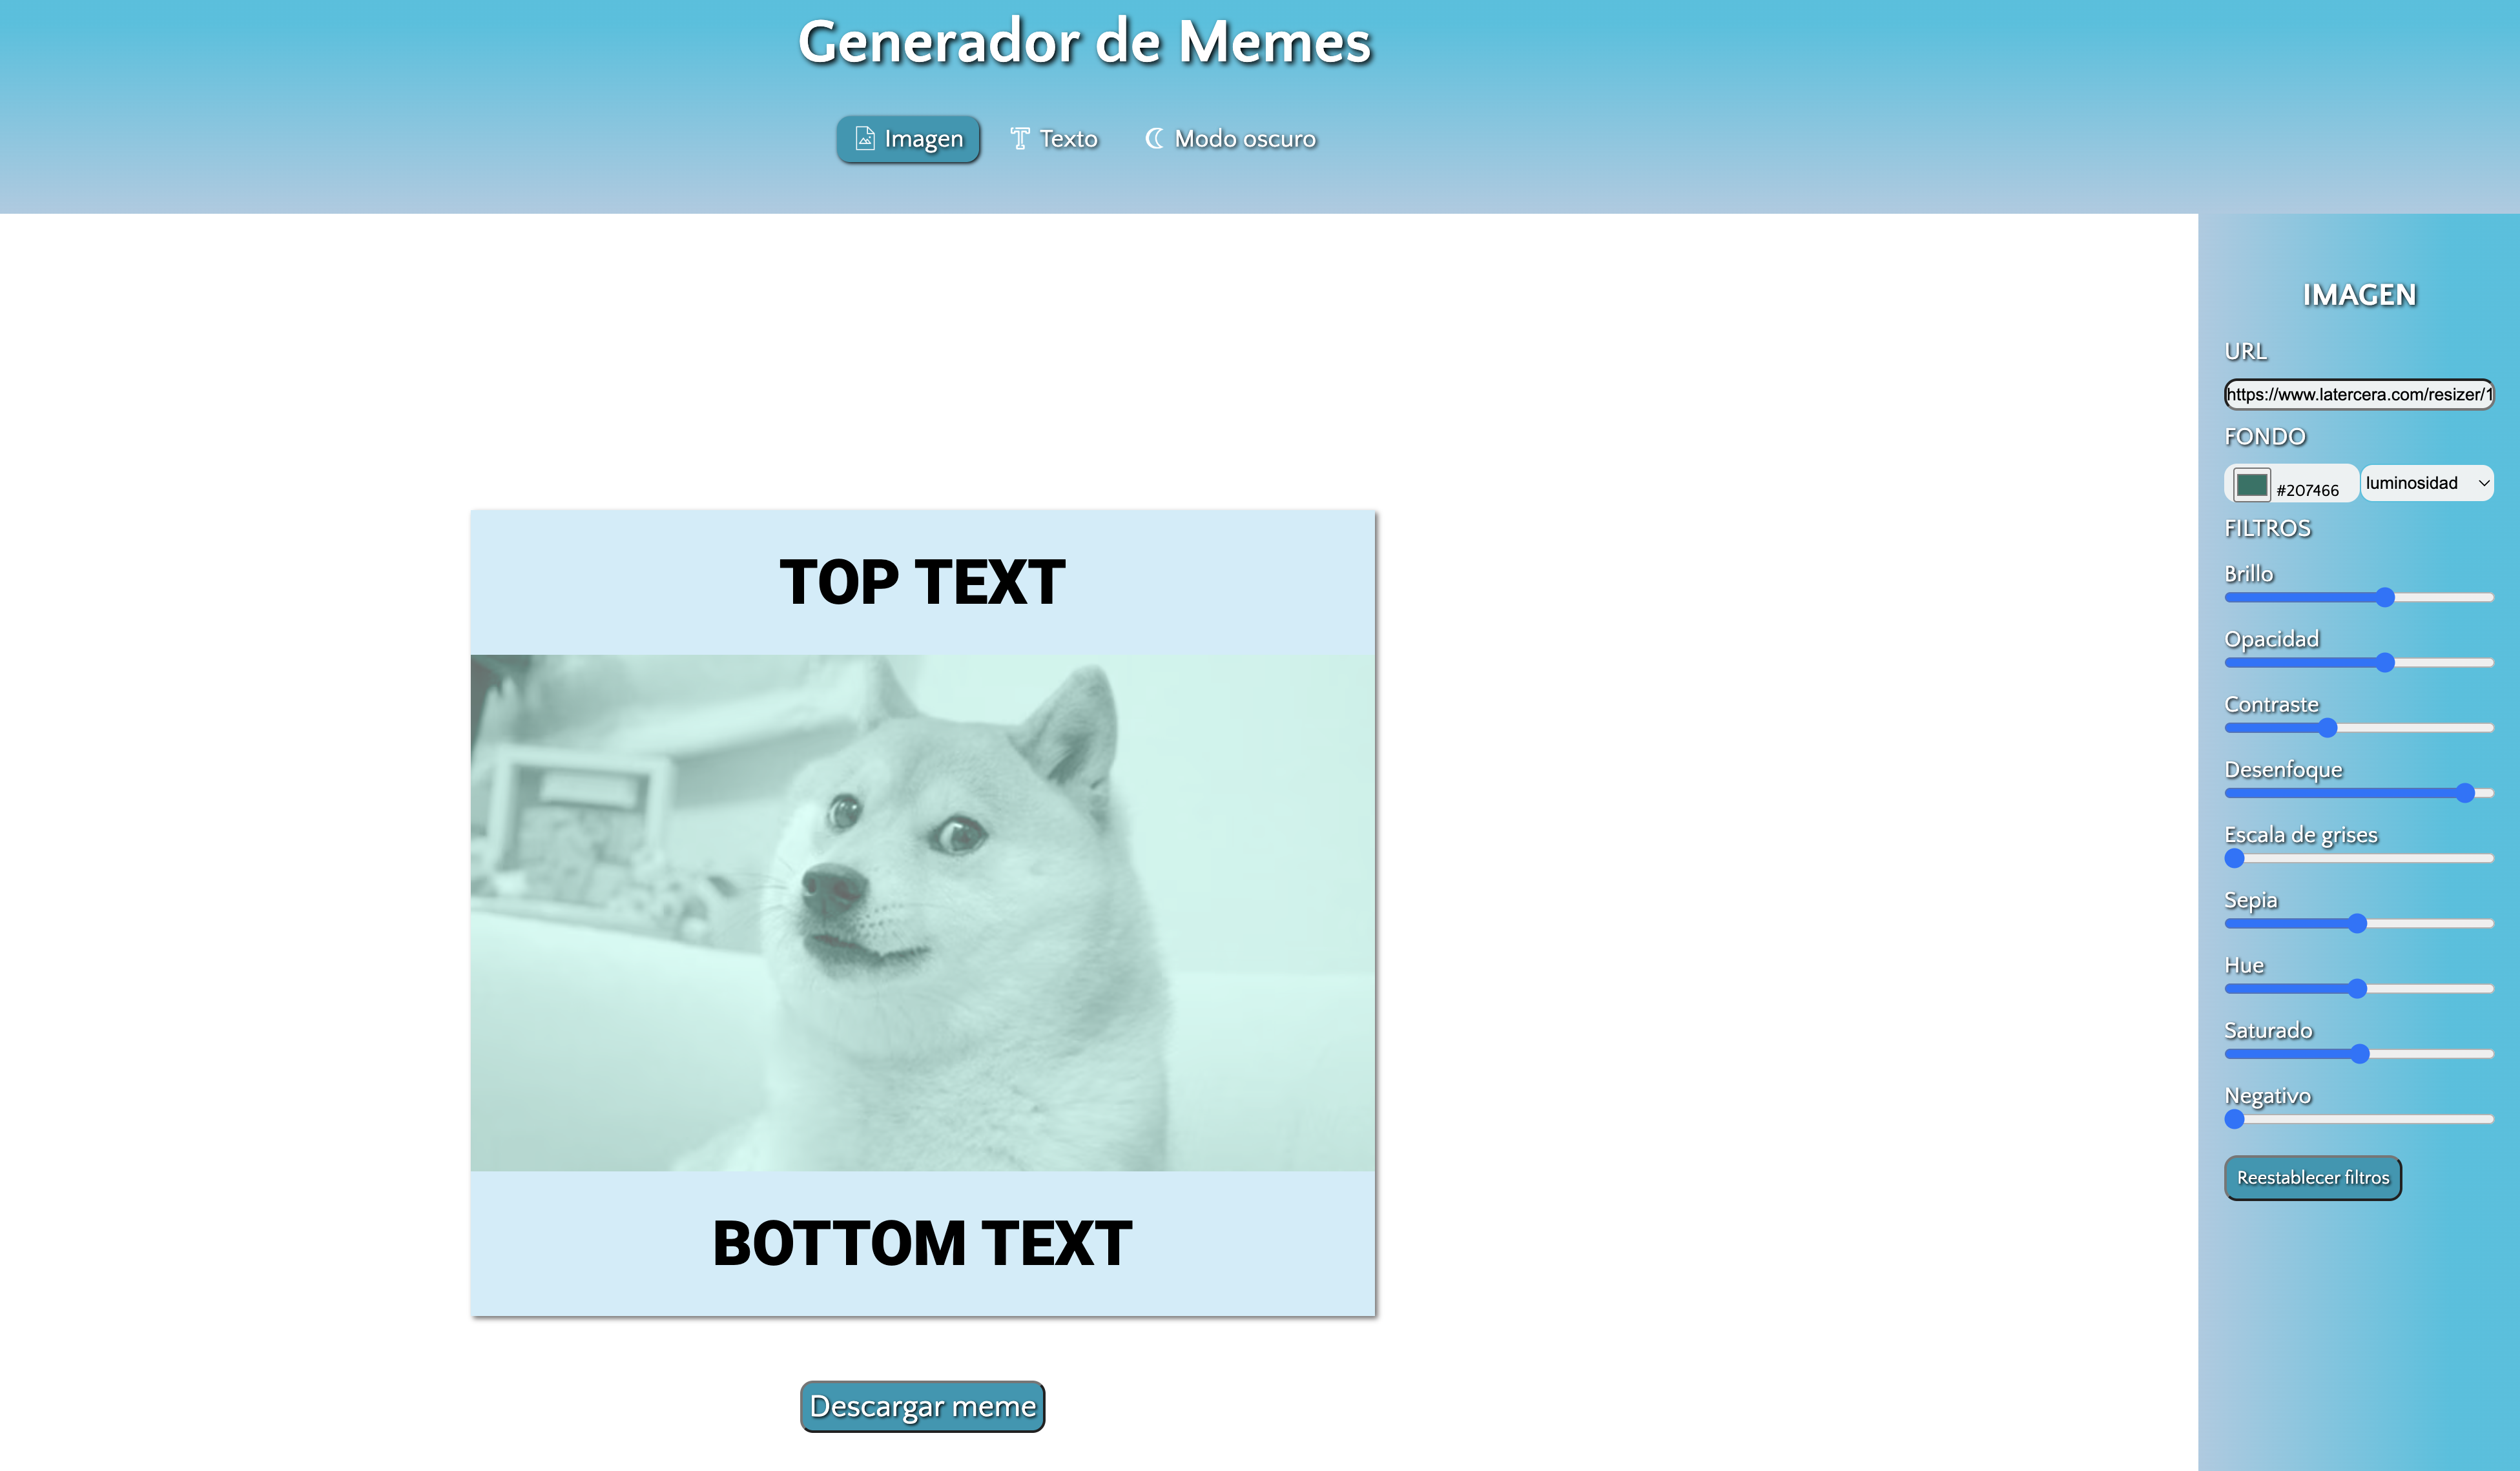 Generador de Memes
Imagen
Texto
Modo oscuro
IMAGEN
URL
https://www.latercera.com/resizer/1
FONDO
#207466
luminosidad
FILTROS
Brillo
Opacidad
Contraste
Desenfoque
Escala de grises
Sepia
Hue
Saturado
Negativo
Reestablecer filtros
TOP TEXT
BOTTOM TEXT
Descargar meme